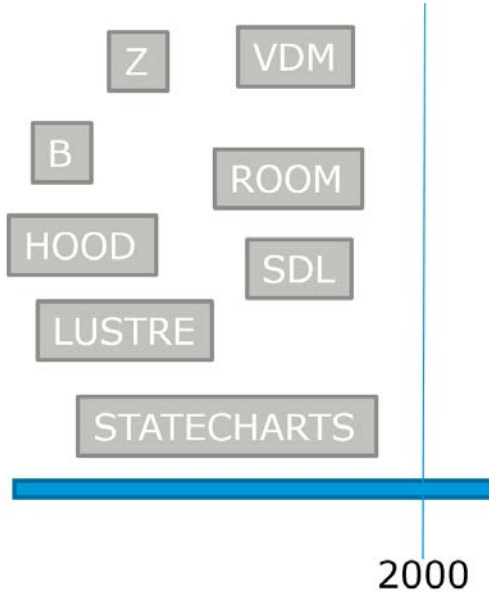 Z
VDM
B
ROOM
HOOD
SDL
LUSTRE
STATECHARTS
2000